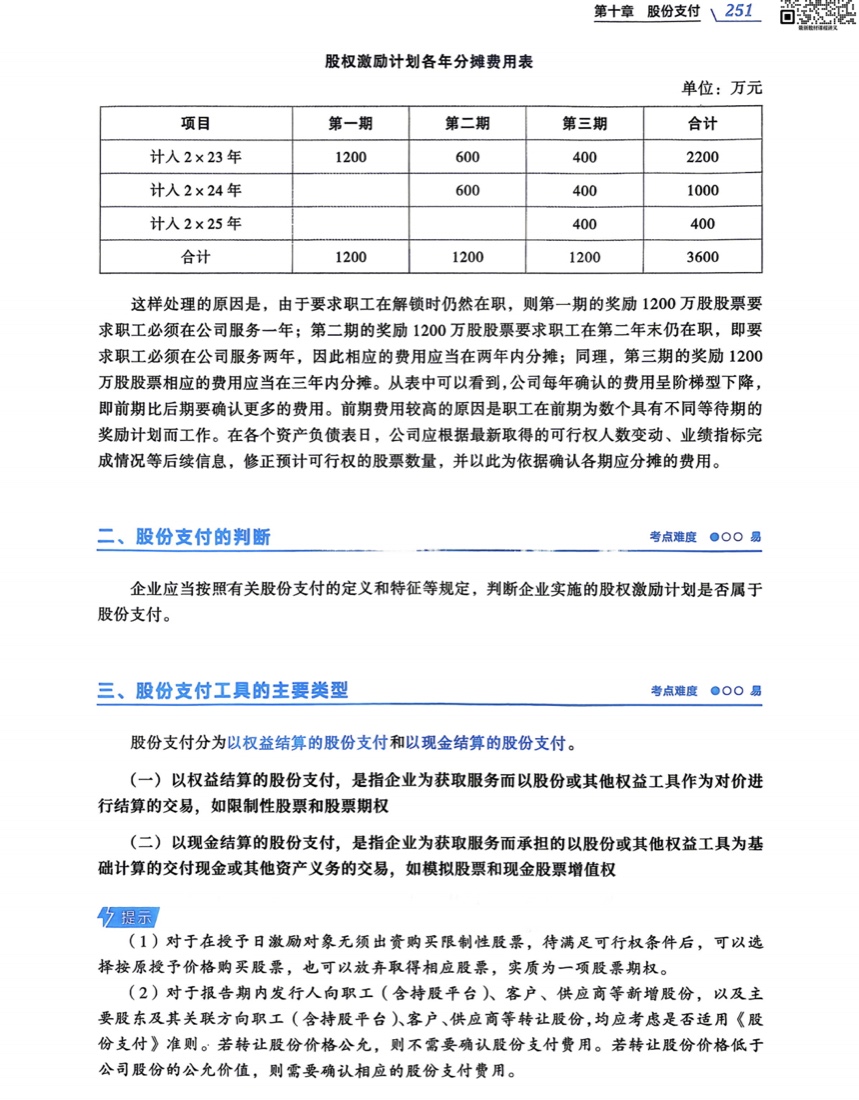 第十章 股份支付 251
股权激励计划各年分摊费用表
单位：万元
项目 第一期 第二期 第三期 合计
计入 2×23 年 1200 600 400 2200
计入 2×24 年 600 400 1000
计入 2×25 年 400 400
合计 1200 1200 1200 3600
这样处理的原因是，由于要求职工在解锁时仍然在职，则第一期的奖励 1200 万股股票要
求职工必须在公司服务一年；第二期的奖励 1200 万股股票要求职工在第二年末仍在职，即要
求职工必须在公司服务两年，因此相应的费用应当在两年内分摊；同理，第三期的奖励 1200
万股股票相应的费用应当在三年内分摊。从表中可以看到，公司每年确认的费用呈阶梯型下降，
即前期比后期要确认更多的费用。前期费用较高的原因是职工在前期为数个具有不同等待期的
奖励计划而工作。在各个资产负债表日，公司应根据最新取得的可行权人数变动、业绩指标完
成情况等后续信息，修正预计可行权的股票数量，并以此为依据确认各期应分摊的费用。
二、股份支付的判断 考点难度 易
企业应当按照有关股份支付的定义和特征等规定，判断企业实施的股权激励计划是否属于
股份支付。
三、股份支付工具的主要类型 考点难度 易
股份支付分为以权益结算的股份支付和以现金结算的股份支付。
（一）以权益结算的股份支付，是指企业为获取服务而以股份或其他权益工具作为对价进
行结算的交易，如限制性股票和股票期权
（二）以现金结算的股份支付，是指企业为获取服务而承担的以股份或其他权益工具为基
础计算的交付现金或其他资产义务的交易，如模拟股票和现金股票增值权
提示
（1）对于在授予日激励对象无须出资购买限制性股票，待满足可行权条件后，可以选
择按原授予价格购买股票，也可以放弃取得相应股票，实质为一项股票期权。
（2）对于报告期内发行人向职工（含持股平台）、客户、供应商等新增股份，以及主
要股东及其关联方向职工（含持股平台）、客户、供应商等转让股份，均应考虑是否适用《股
份支付》准则。若转让股份价格公允，则不需要确认股份支付费用。若转让股份价格低于
公司股份的公允价值，则需要确认相应的股份支付费用。